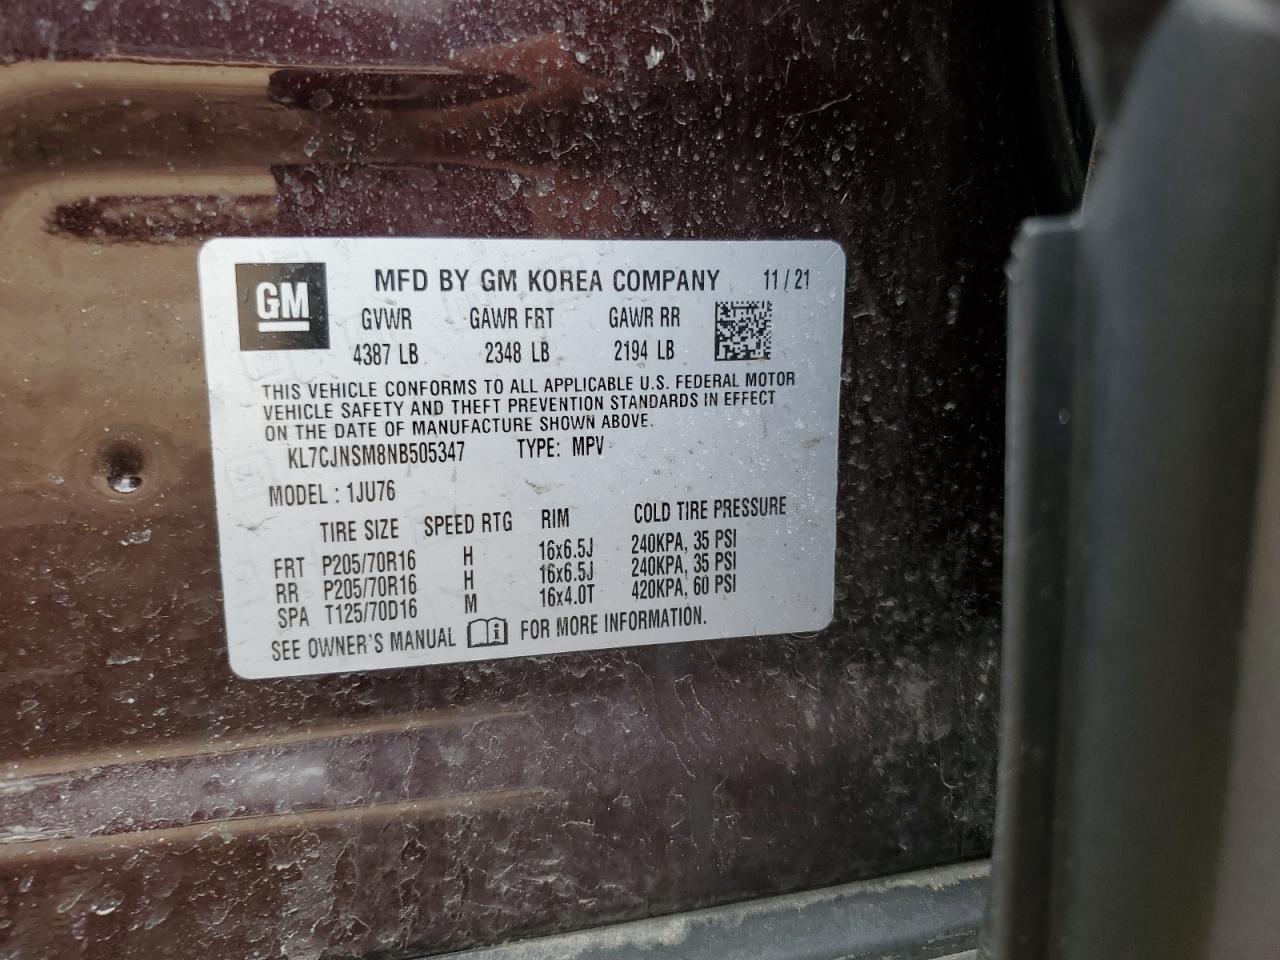 GM
MFD BY GM KOREA COMPANY 11 / 21
GVWR GAWR FRT GAWR RR
4387 LB 2348 LB 2194 LB
THIS VEHICLE CONFORMS TO ALL APPLICABLE U.S. FEDERAL MOTOR
VEHICLE SAFETY AND THEFT PREVENTION STANDARDS IN EFFECT
ON THE DATE OF MANUFACTURE SHOWN ABOVE.
KL7CJNSM8NB505347 TYPE: MPV
MODEL : 1JU76
TIRE SIZE SPEED RTG RIM COLD TIRE PRESSURE
FRT P205/70R16 H 16x6.5J 240KPA, 35 PSI
RR P205/70R16 H 16x6.5J 240KPA, 35 PSI
SPA T125/70D16 M 16x4.0T 420KPA, 60 PSI
SEE OWNER'S MANUAL i FOR MORE INFORMATION.